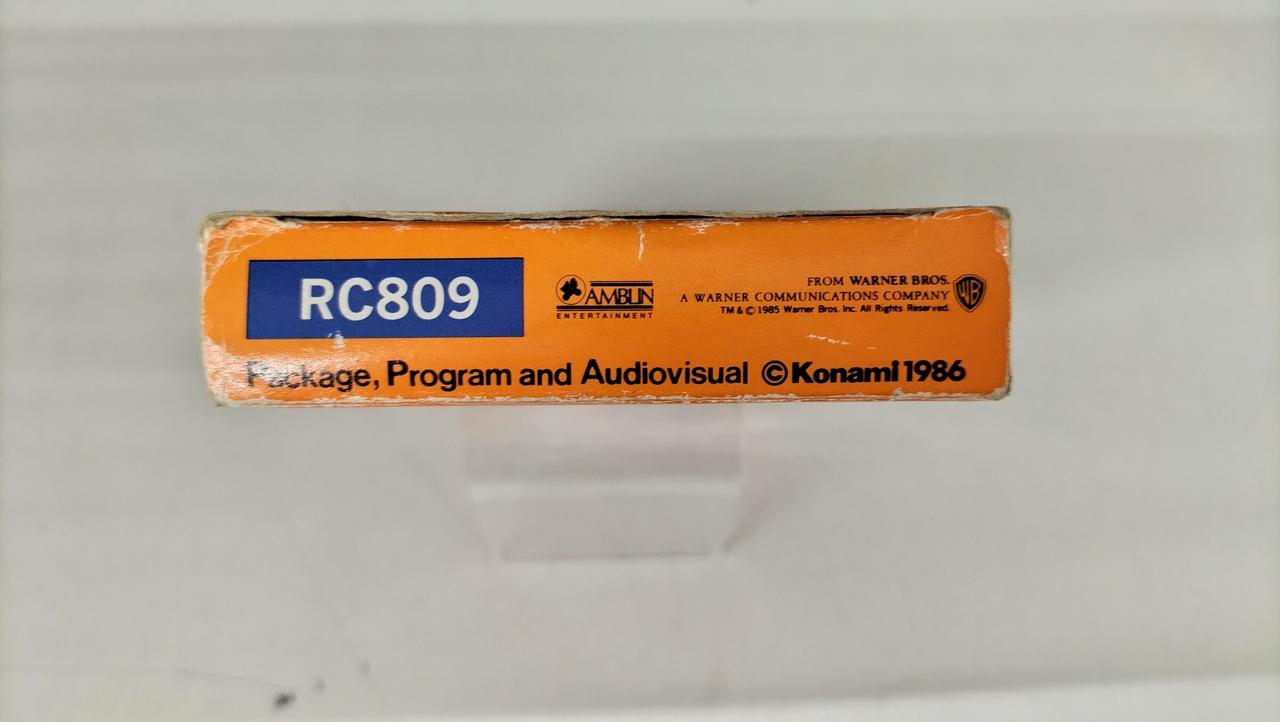 RC809
AMBLIN
ENTERTAINMENT
FROM WARNER BROS.
A WARNER COMMUNICATIONS COMPANY
TM & © 1985 Warner Bros. Inc. All Rights Reserved.
WB
Package, Program and Audiovisual © Konami 1986